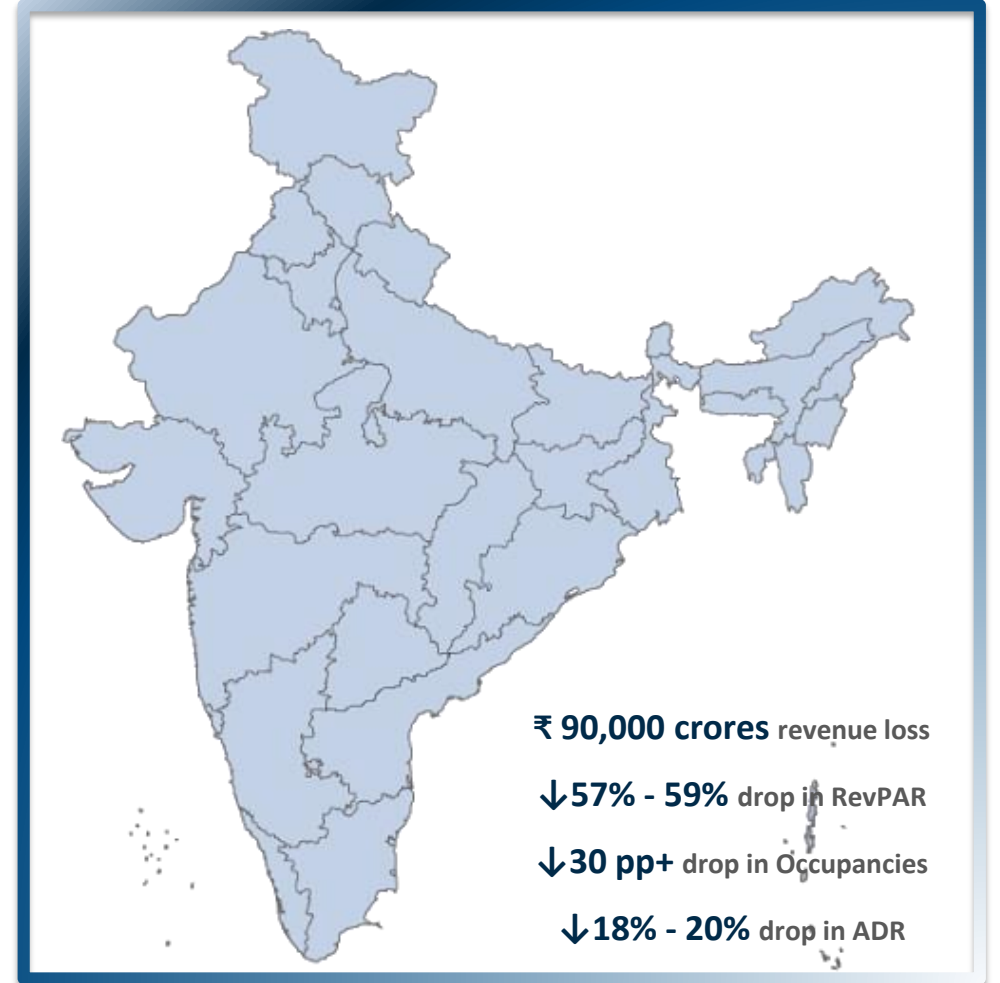 ₹ 90,000 crores revenue loss
↓57% - 59% drop in RevPAR
↓30 pp+ drop in Occupancies
↓18% - 20% drop in ADR